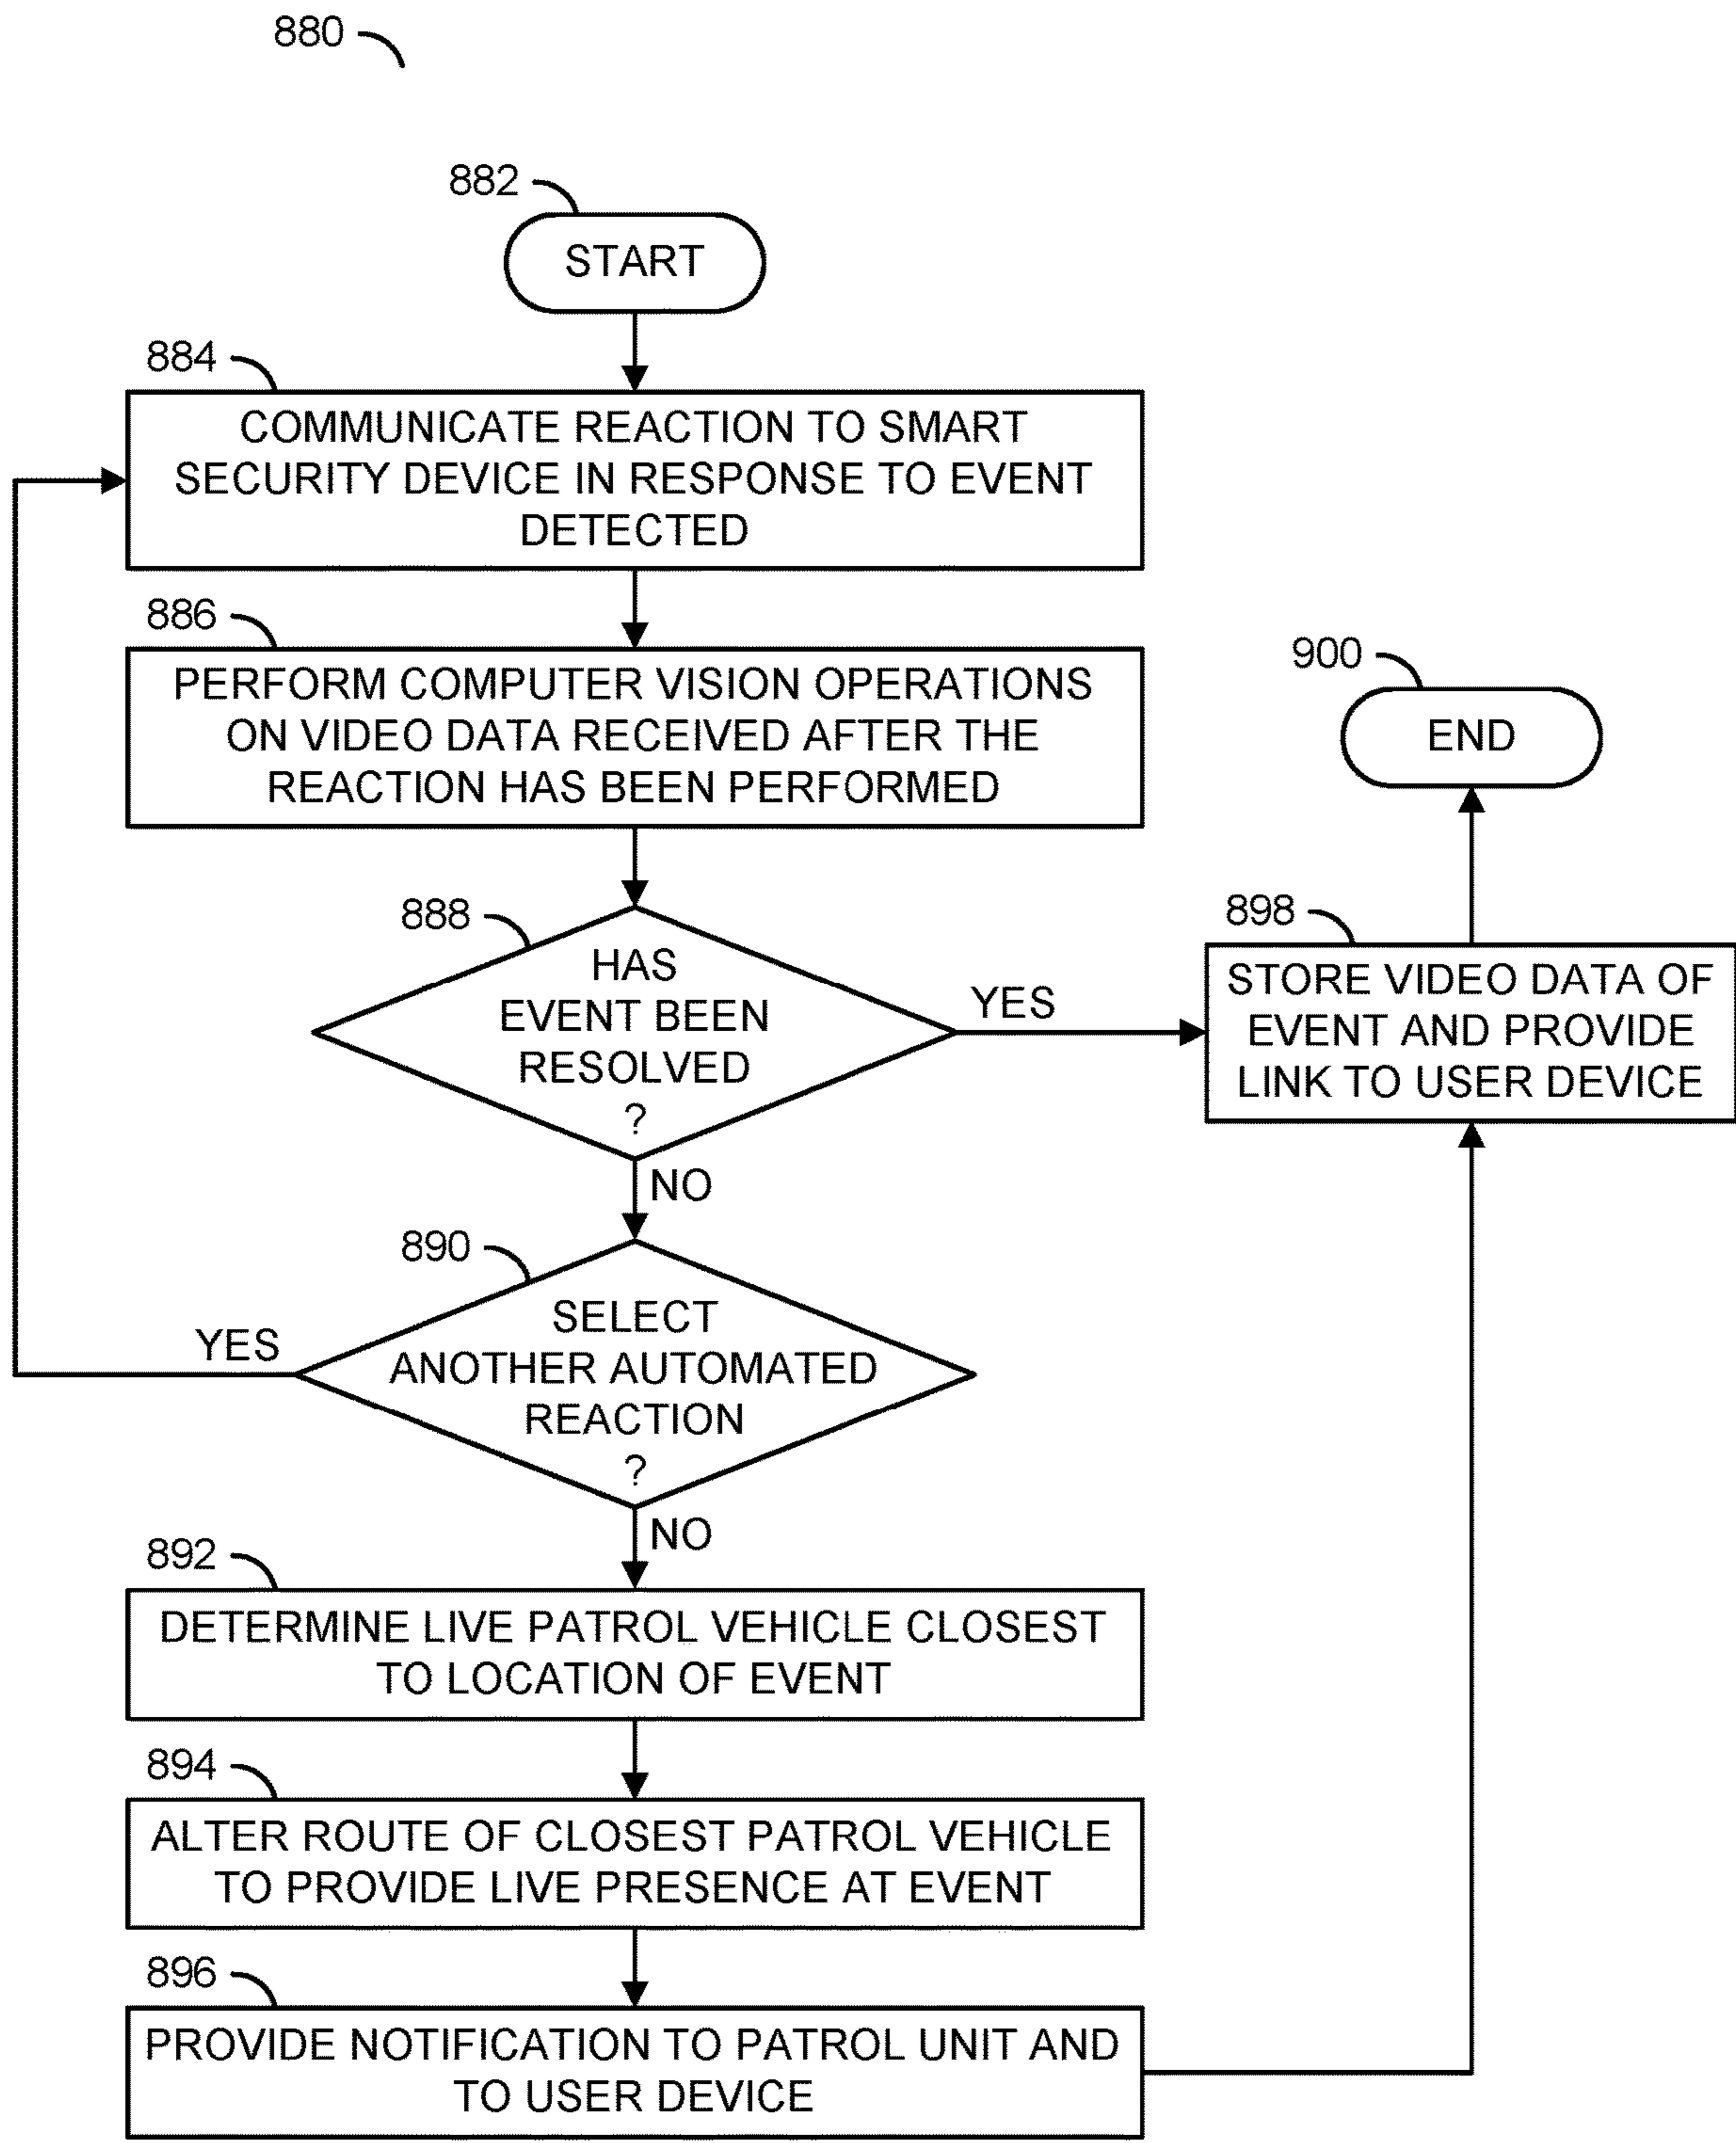 880
882
START
884
COMMUNICATE REACTION TO SMART
SECURITY DEVICE IN RESPONSE TO EVENT
DETECTED
886
PERFORM COMPUTER VISION OPERATIONS
ON VIDEO DATA RECEIVED AFTER THE
REACTION HAS BEEN PERFORMED
888
HAS
EVENT BEEN
RESOLVED
?
YES
NO
900
END
898
STORE VIDEO DATA OF
EVENT AND PROVIDE
LINK TO USER DEVICE
890
SELECT
ANOTHER AUTOMATED
REACTION
?
YES
NO
892
DETERMINE LIVE PATROL VEHICLE CLOSEST
TO LOCATION OF EVENT
894
ALTER ROUTE OF CLOSEST PATROL VEHICLE
TO PROVIDE LIVE PRESENCE AT EVENT
896
PROVIDE NOTIFICATION TO PATROL UNIT AND
TO USER DEVICE